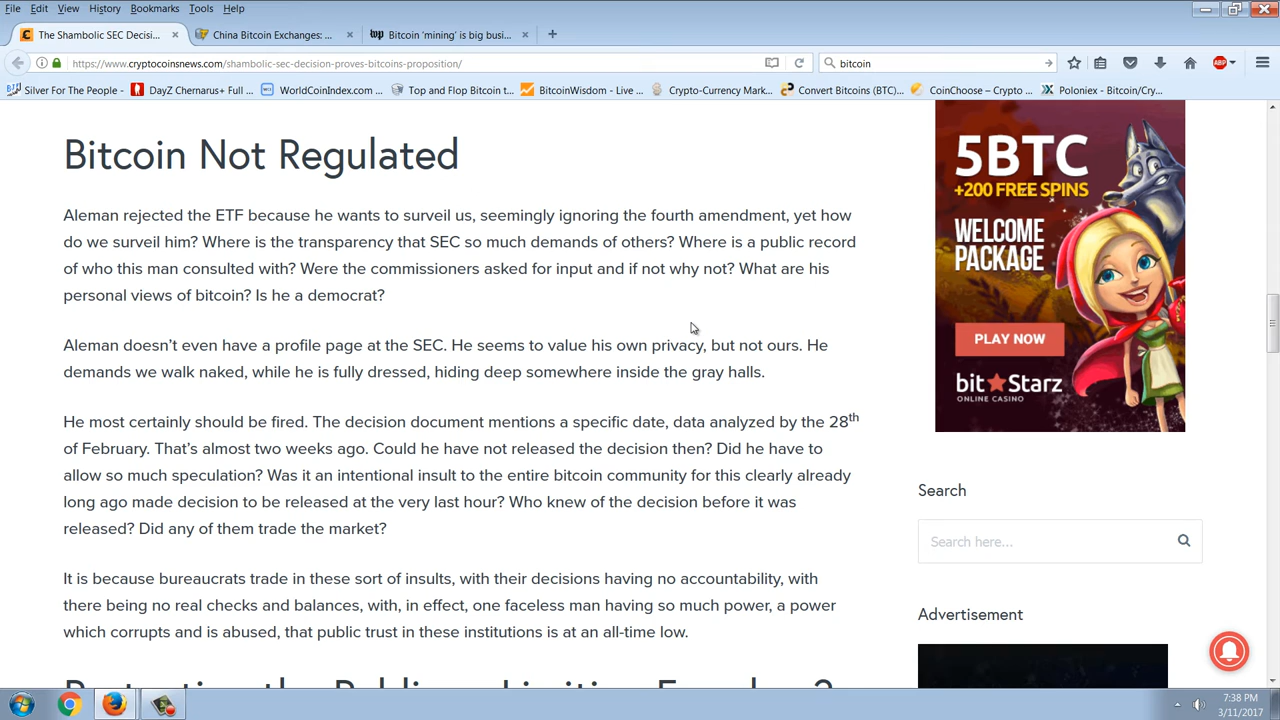 File Edit View History Bookmarks Tools Help
The Shambolic SEC Decisi... × China Bitcoin Exchanges: ... × Bitcoin 'mining' is big busi... × +
https://www.cryptocoinsnews.com/shambolic-sec-decision-proves-bitcoins-proposition/ bitcoin
Silver For The People - ... DayZ Chernarus+ Full ... WorldCoinIndex.com ... Top and Flop Bitcoin t... BitcoinWisdom - Live ... Crypto-Currency Mark... Convert Bitcoins (BTC)... CoinChoose – Crypto ... Poloniex - Bitcoin/Cry...
Bitcoin Not Regulated
Aleman rejected the ETF because he wants to surveil us, seemingly ignoring the fourth amendment, yet how
do we surveil him? Where is the transparency that SEC so much demands of others? Where is a public record
of who this man consulted with? Were the commissioners asked for input and if not why not? What are his
personal views of bitcoin? Is he a democrat?
Aleman doesn't even have a profile page at the SEC. He seems to value his own privacy, but not ours. He
demands we walk naked, while he is fully dressed, hiding deep somewhere inside the gray halls.
He most certainly should be fired. The decision document mentions a specific date, data analyzed by the 28th
of February. That's almost two weeks ago. Could he have not released the decision then? Did he have to
allow so much speculation? Was it an intentional insult to the entire bitcoin community for this clearly already
long ago made decision to be released at the very last hour? Who knew of the decision before it was
released? Did any of them trade the market?
It is because bureaucrats trade in these sort of insults, with their decisions having no accountability, with
there being no real checks and balances, with, in effect, one faceless man having so much power, a power
which corrupts and is abused, that public trust in these institutions is at an all-time low.
5BTC
+200 FREE SPINS
WELCOME
PACKAGE
PLAY NOW
bitStarz
ONLINE CASINO
Search
Search here...
Advertisement
7:38 PM
3/11/2017